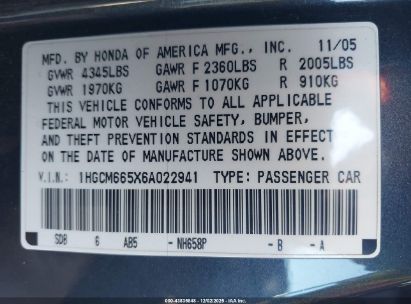 MFD. BY HONDA OF AMERICA MFG., INC. 11/05
GVWR 4345LBS GAWR F 2360LBS R 2005LBS
GVWR 1970KG GAWR F 1070KG R 910KG
THIS VEHICLE CONFORMS TO ALL APPLICABLE
FEDERAL MOTOR VEHICLE SAFETY, BUMPER,
AND THEFT PREVENTION STANDARDS IN EFFECT
ON THE DATE OF MANUFACTURE SHOWN ABOVE.
V.I.N. 1HGCM665X6A022941 TYPE: PASSENGER CAR
SDB 6 AB5 -NH658P -B -A